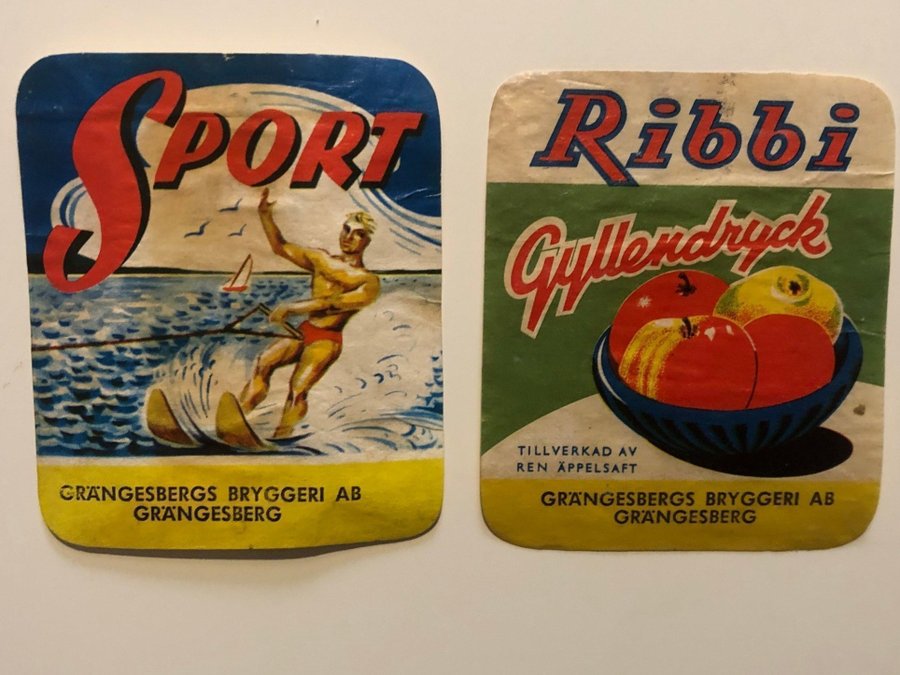 SPORT
GRÄNGESBERGS BRYGGERI AB
GRÄNGESBERG
Ribbi
Gyllendryck
TILLVERKAD AV
REN ÄPPELSAFT
GRÄNGESBERGS BRYGGERI AB
GRÄNGESBERG